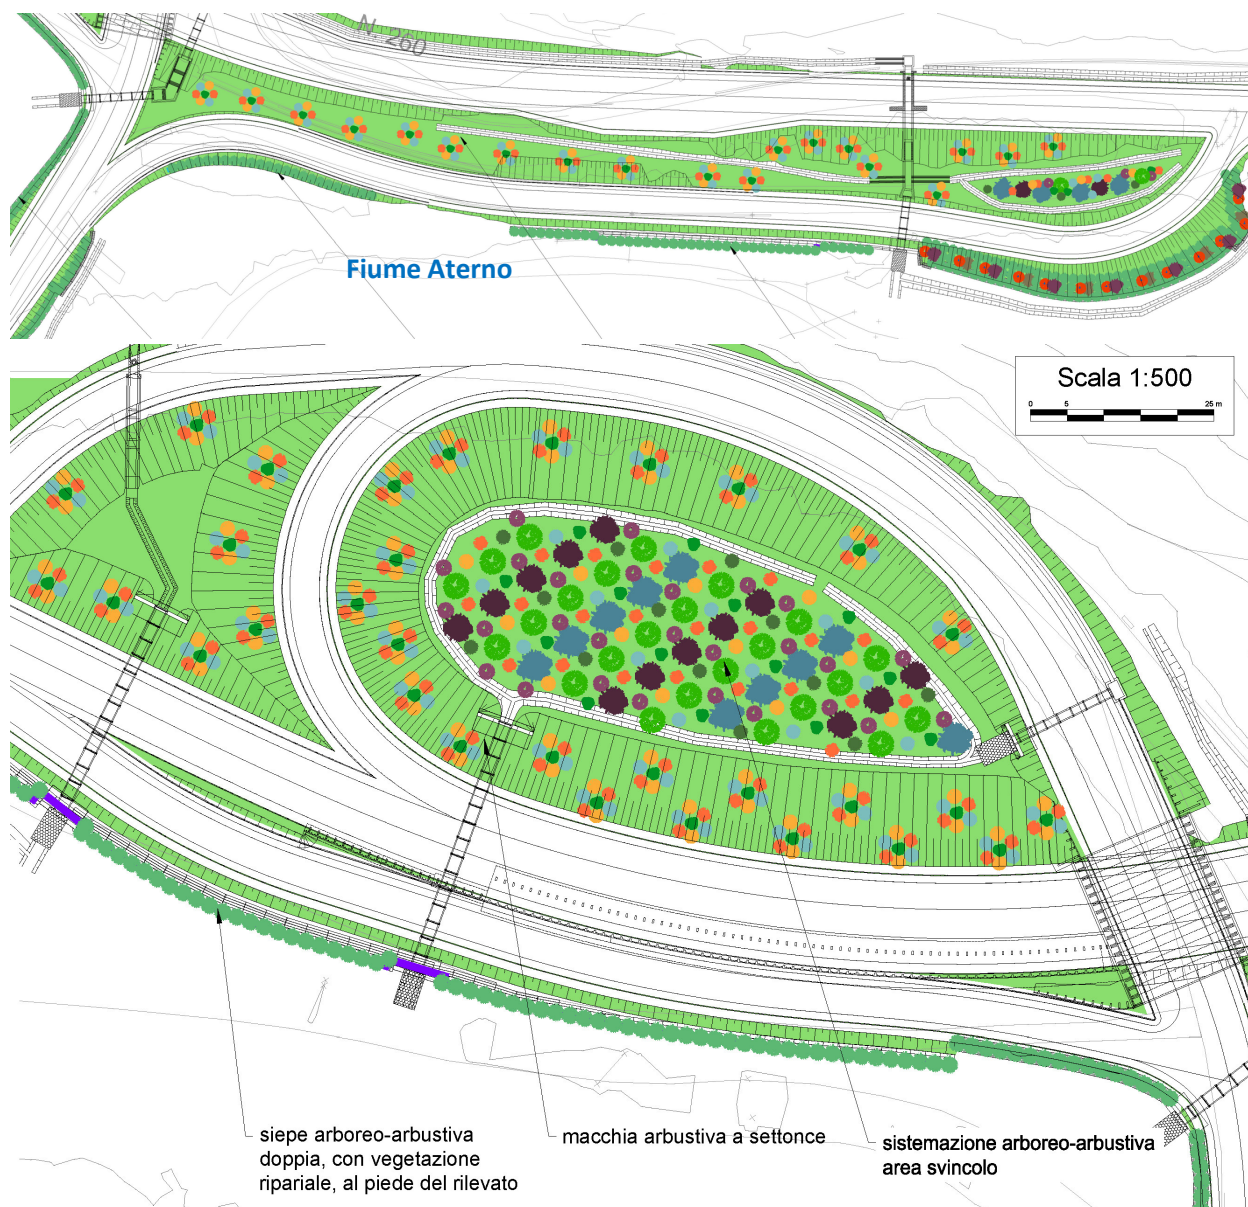 N. 260
Fiume Aterno
Scala 1:500
0 5 25 m
siepe arboreo-arbustiva
doppia, con vegetazione
ripariale, al piede del rilevato
macchia arbustiva a settonce
sistemazione arboreo-arbustiva
area svincolo